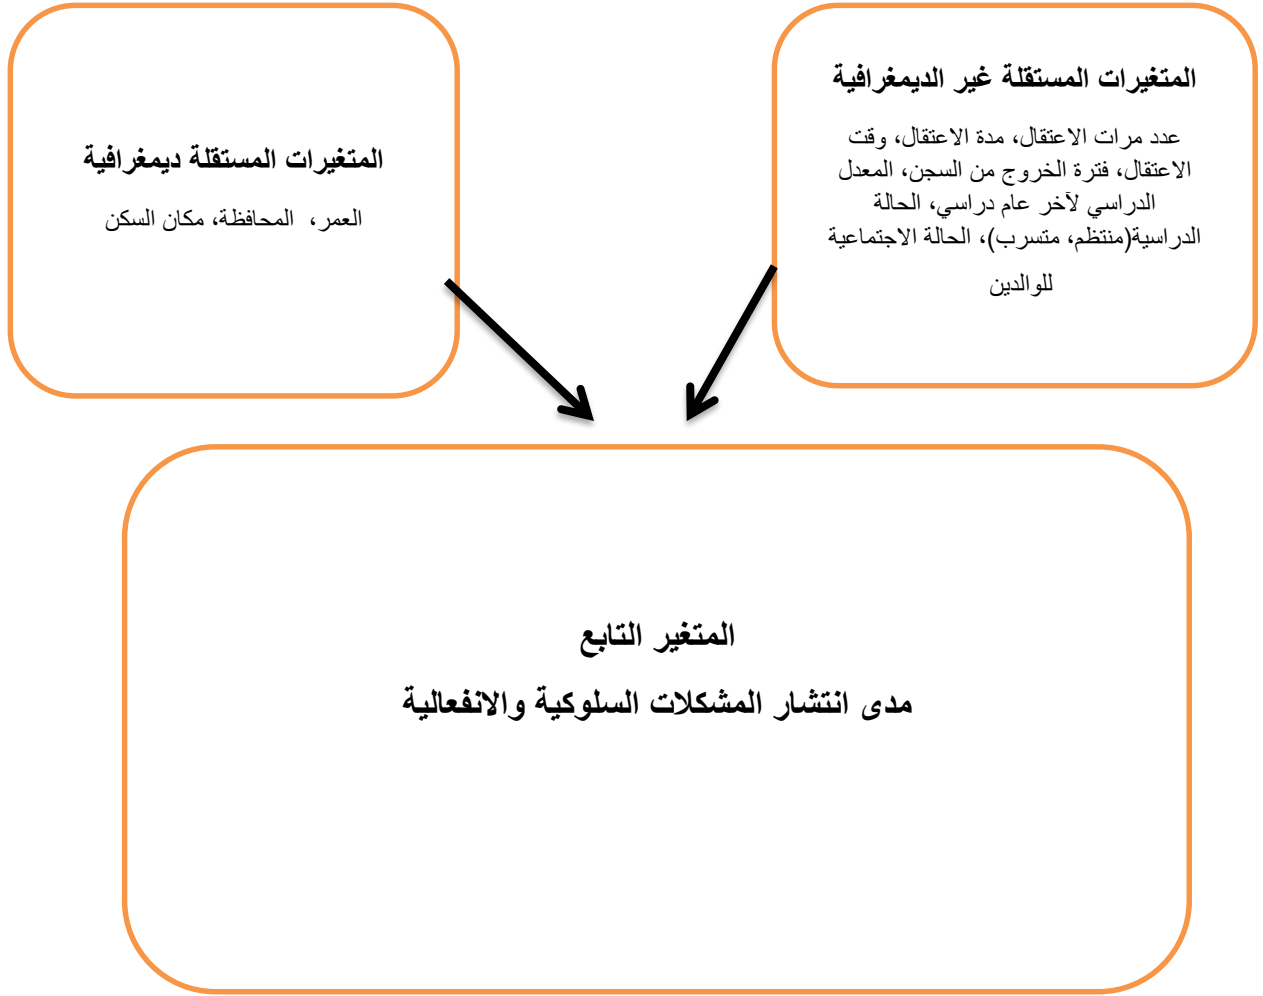 المتغيرات المستقلة غير الديمغرافية
عدد مرات الاعتقال، مدة الاعتقال، وقت
الاعتقال، فترة الخروج من السجن، المعدل
الدراسي لآخر عام دراسي، الحالة
الدراسية(منتظم، متسرب)، الحالة الاجتماعية
للوالدين
المتغيرات المستقلة ديمغرافية
العمر، المحافظة، مكان السكن
المتغير التابع
مدى انتشار المشكلات السلوكية والانفعالية